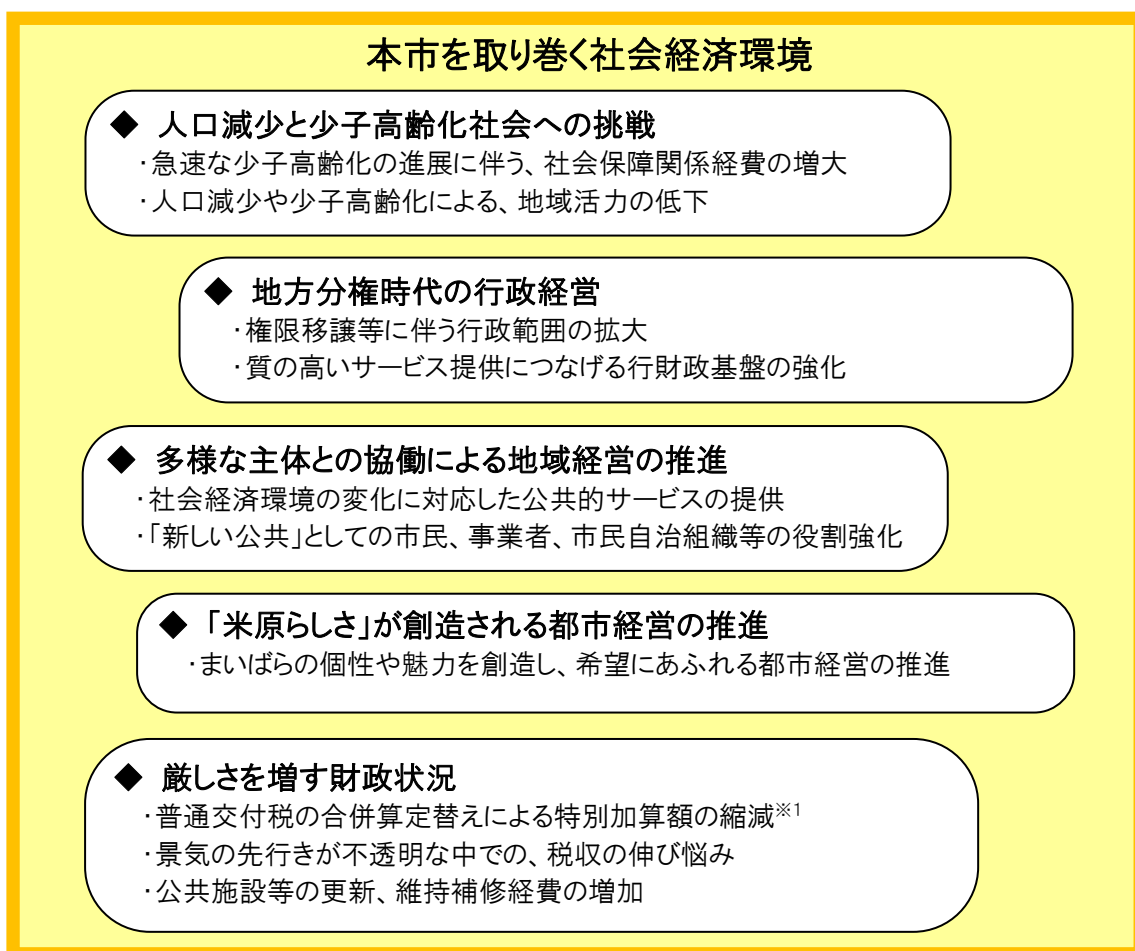 本市を取り巻く社会経済環境
◆ 人口減少と少子高齢化社会への挑戦
・急速な少子高齢化の進展に伴う、社会保障関係経費の増大
・人口減少や少子高齢化による、地域活力の低下
◆ 地方分権時代の行政経営
・権限移譲等に伴う行政範囲の拡大
・質の高いサービス提供につなげる行財政基盤の強化
◆ 多様な主体との協働による地域経営の推進
・社会経済環境の変化に対応した公共的サービスの提供
・「新しい公共」としての市民、事業者、市民自治組織等の役割強化
◆ 「米原らしさ」が創造される都市経営の推進
・まいばらの個性や魅力を創造し、希望にあふれる都市経営の推進
◆ 厳しさを増す財政状況
・普通交付税の合併算定替えによる特別加算額の縮減※1
・景気の先行きが不透明な中での、税収の伸び悩み
・公共施設等の更新、維持補修経費の増加